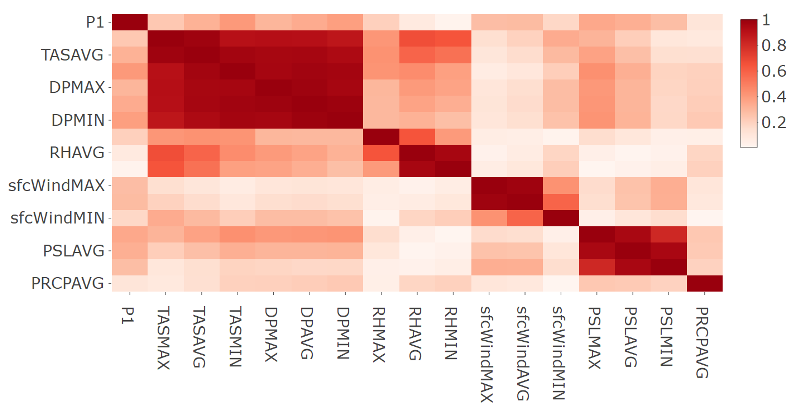 P1
TASAVG
DPMAX
DPMIN
RHAVG
sfcWindMAX
sfcWindMIN
PSLAVG
PRCPAVG
P1
TASMAX
TASAVG
TASMIN
DPMAX
DPAVG
DPMIN
RHMAX
RHAVG
RHMIN
sfcWindMAX
sfcWindAVG
sfcWindMIN
PSLMAX
PSLAVG
PSLMIN
PRCPAVG
1
0.8
0.6
0.4
0.2